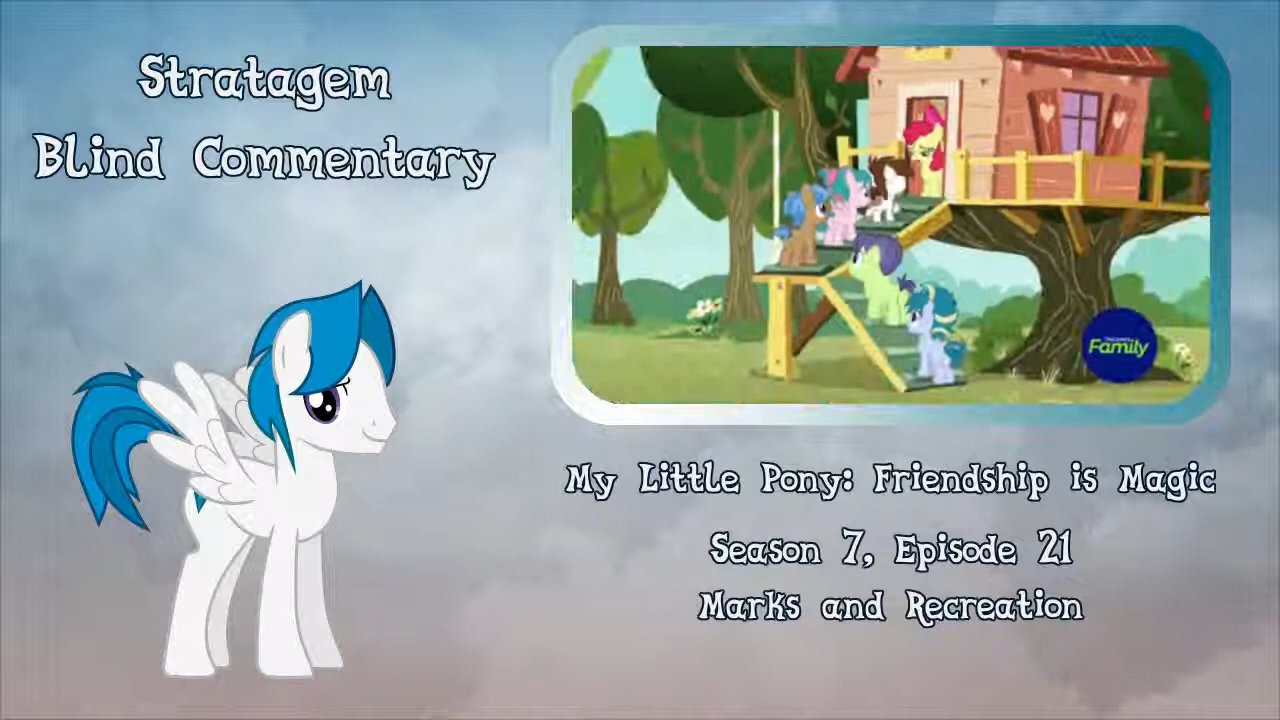 Stratagem
Blind Commentary
Family
My Little Pony: Friendship is Magic
Season 7, Episode 21
Marks and Recreation